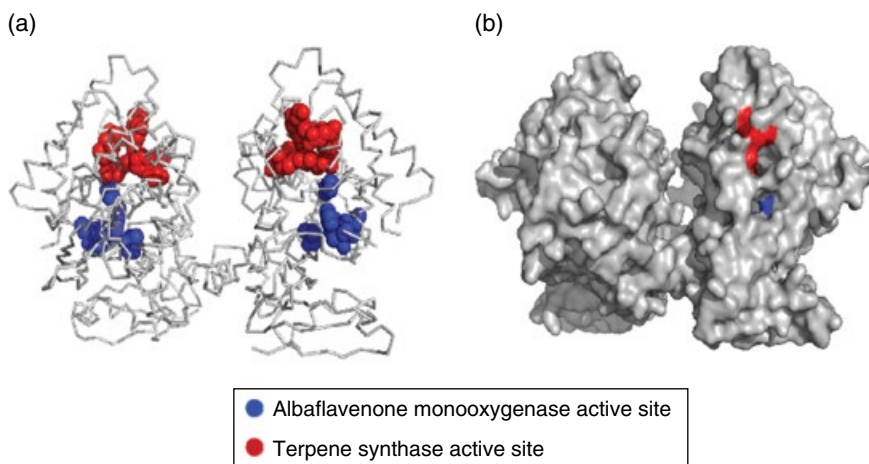 (a)
(b)
Albaflavenone monooxygenase active site
Terpene synthase active site